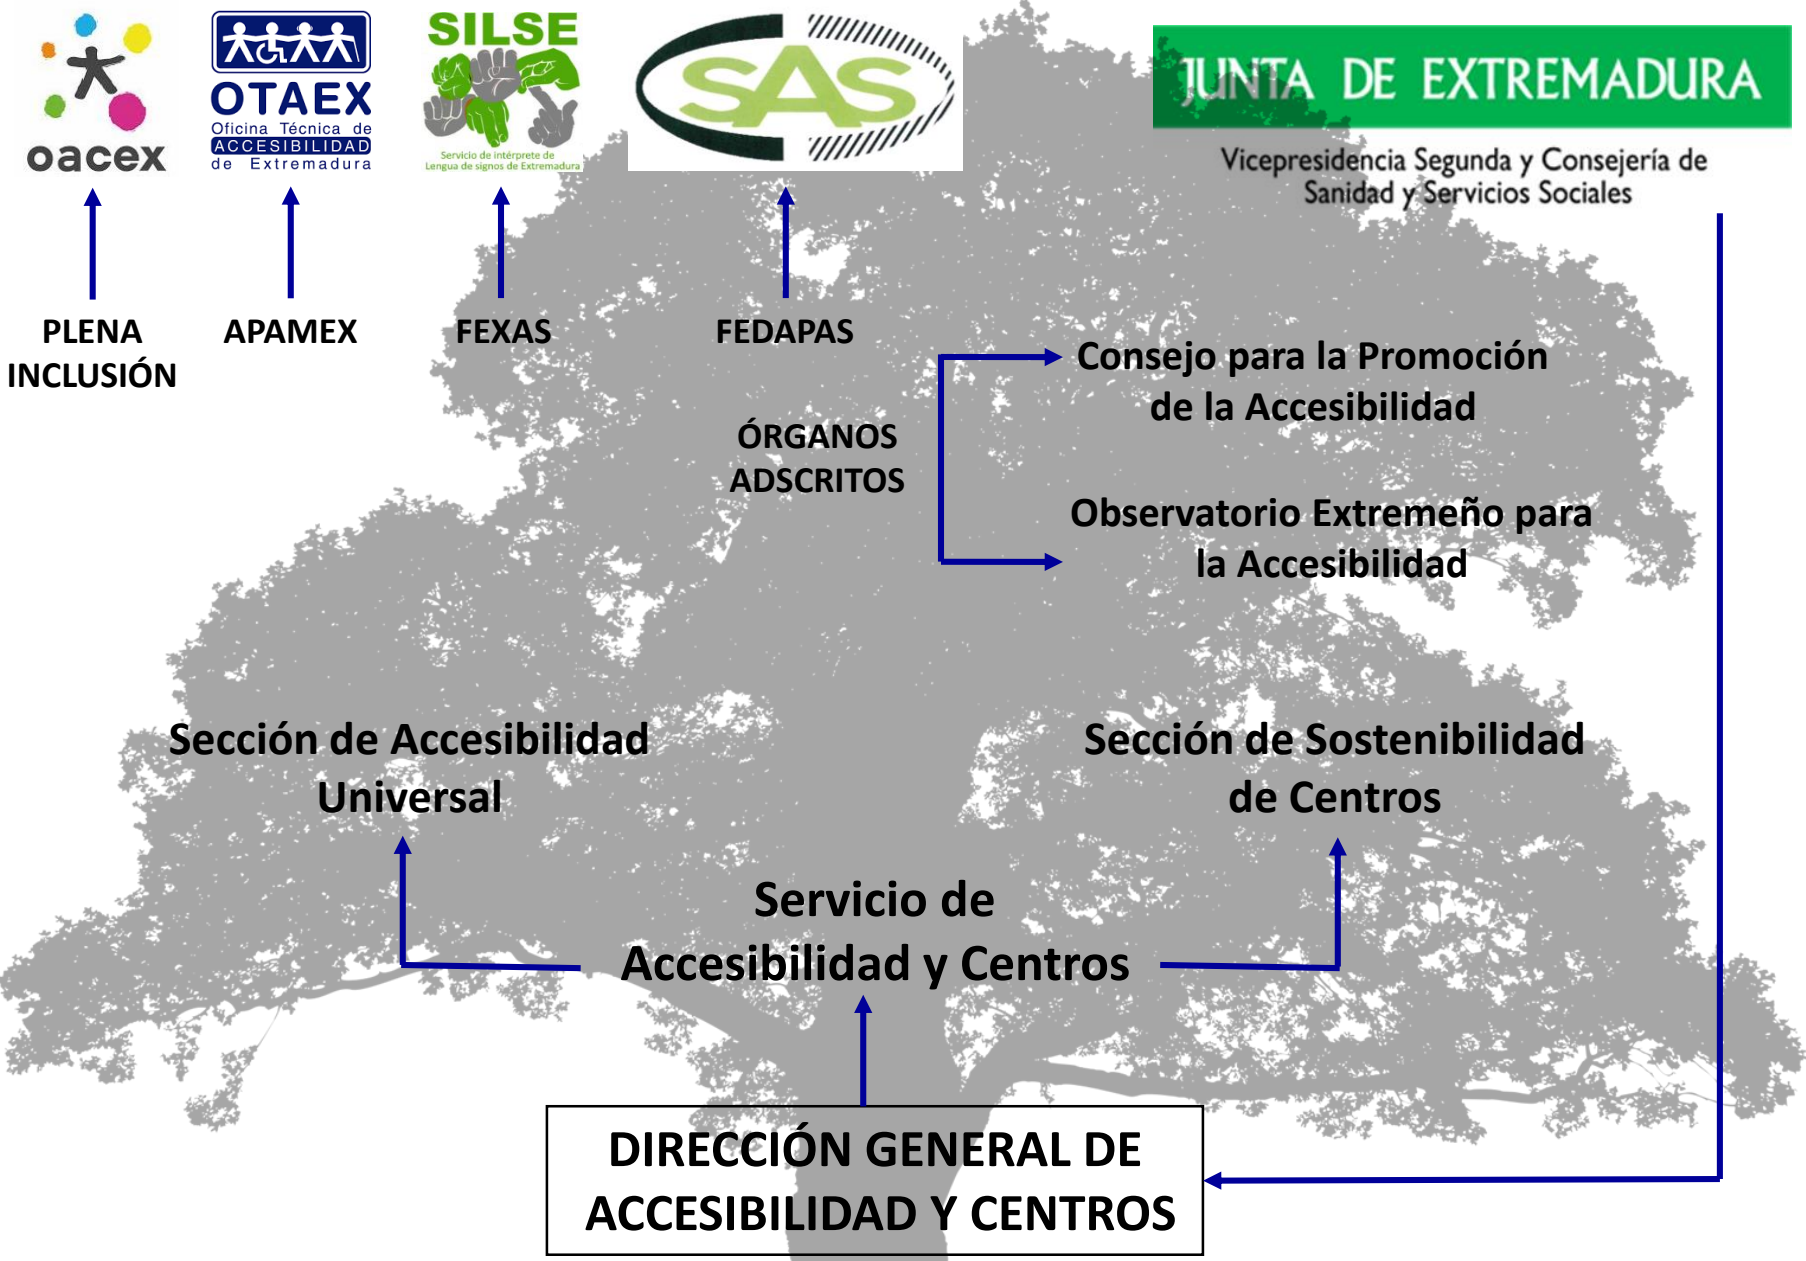 oacex
OTAEX
Oficina Técnica de
ACCESIBILIDAD
de Extremadura
SILSE
Servicio de intérprete de
Lengua de signos de Extremadura
SAS
JUNTA DE EXTREMADURA
Vicepresidencia Segunda y Consejería de
Sanidad y Servicios Sociales
PLENA
INCLUSIÓN
APAMEX
FEXAS
FEDAPAS
ÓRGANOS
ADSCRITOS
Consejo para la Promoción
de la Accesibilidad
Observatorio Extremeño para
la Accesibilidad
Sección de Accesibilidad
Universal
Sección de Sostenibilidad
de Centros
Servicio de
Accesibilidad y Centros
DIRECCIÓN GENERAL DE
ACCESIBILIDAD Y CENTROS